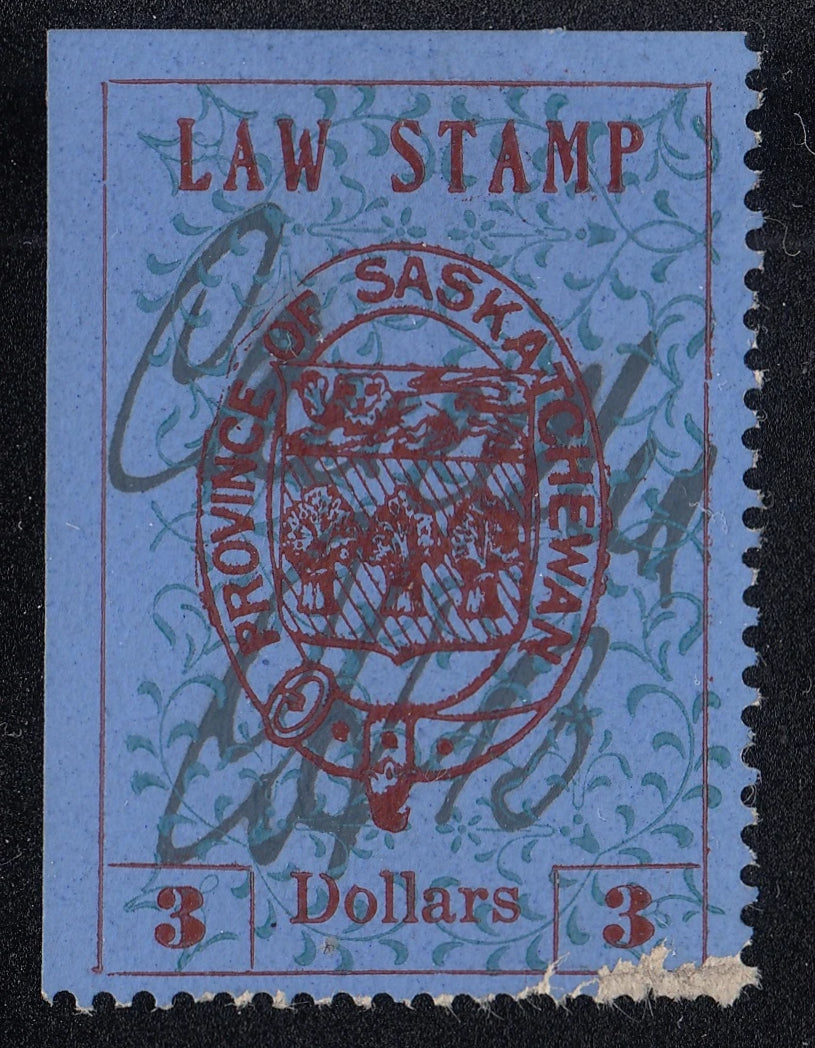 LAW STAMP
PROVINCE OF SASKATCHEWAN
3 Dollars 3